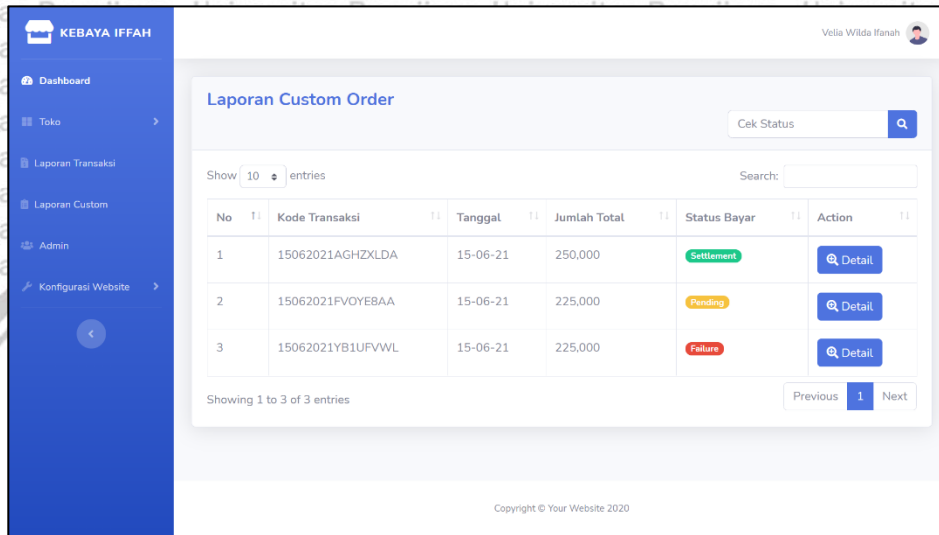 KEBAYA IFFAH
Velia Wilda Ifanah
Dashboard
Toko
Laporan Transaksi
Laporan Custom
Admin
Konfigurasi Website
Laporan Custom Order
Cek Status
Show 10 entries
Search:
No Kode Transaksi Tanggal Jumlah Total Status Bayar Action
1 15062021AGHZXLDA 15-06-21 250,000 Settlement Detail
2 15062021FVOYE8AA 15-06-21 225,000 Pending Detail
3 15062021YB1UFVWL 15-06-21 225,000 Failure Detail
Showing 1 to 3 of 3 entries
Previous 1 Next
Copyright © Your Website 2020